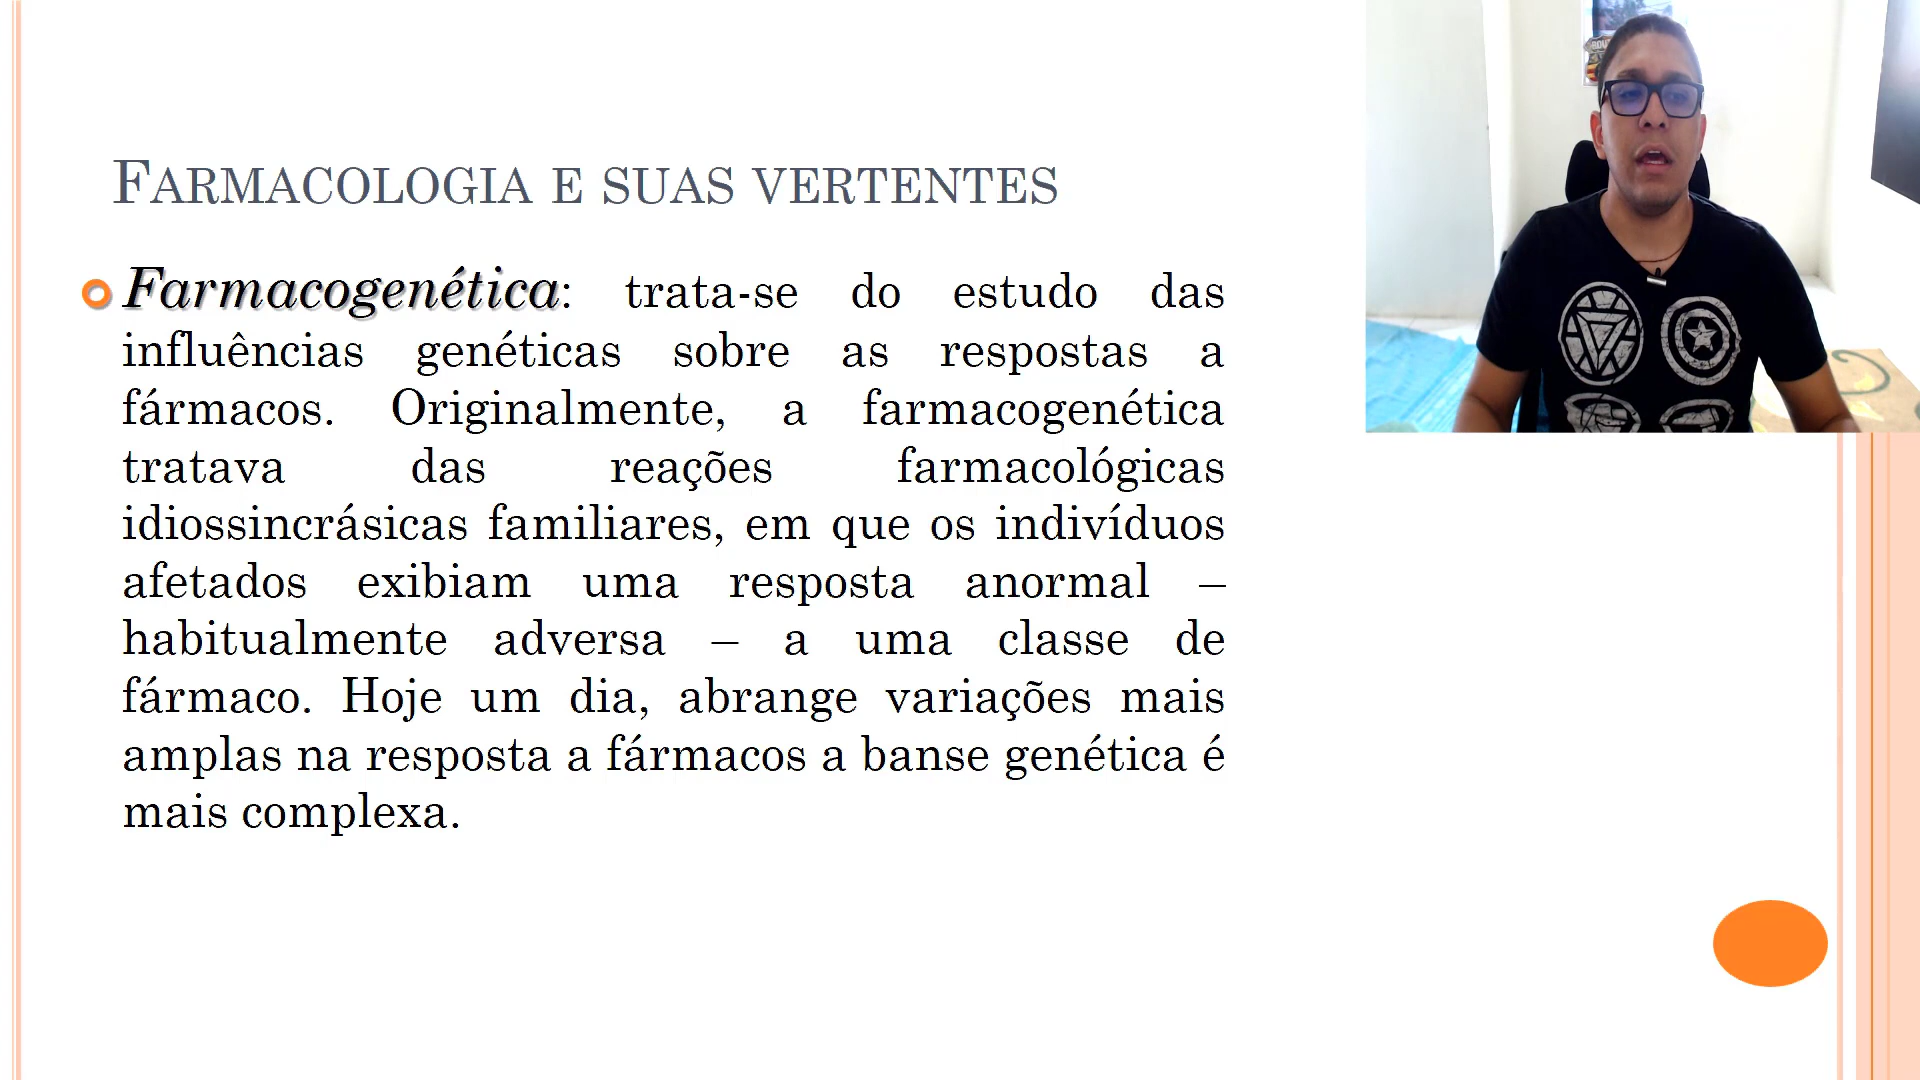 FARMACOLOGIA E SUAS VERTENTES
Farmacogenética: trata-se do estudo das
influências genéticas sobre as respostas a
fármacos. Originalmente, a farmacogenética
tratava das reações farmacológicas
idiossincrásicas familiares, em que os indivíduos
afetados exibiam uma resposta anormal –
habitualmente adversa – a uma classe de
fármaco. Hoje um dia, abrange variações mais
amplas na resposta a fármacos a banse genética é
mais complexa.